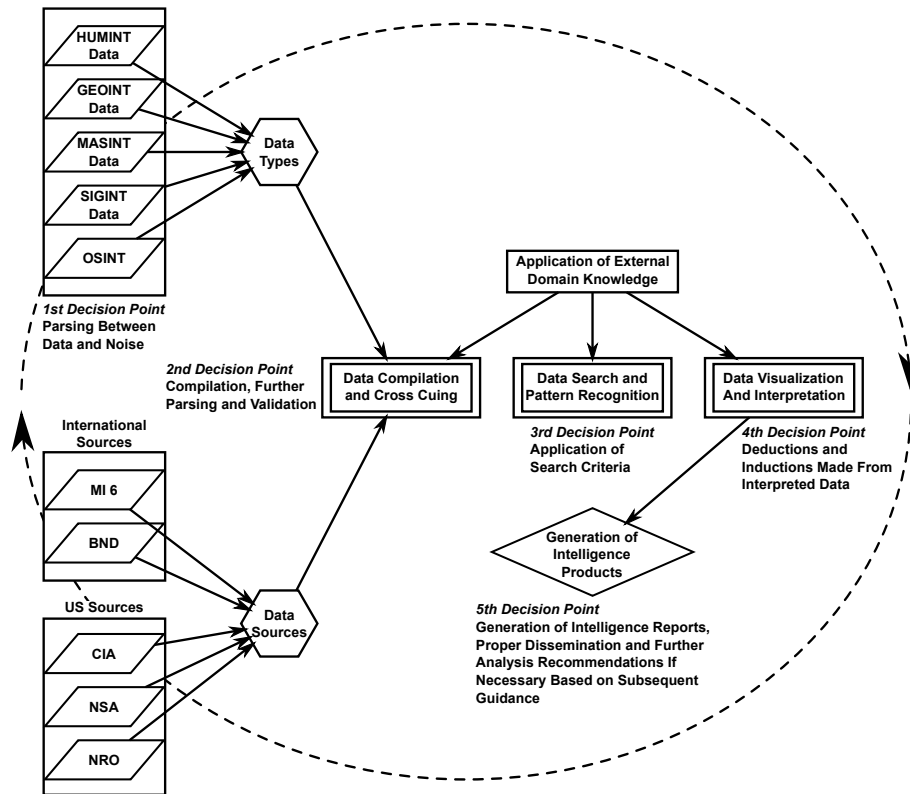 HUMINT
Data
GEOINT
Data
MASINT
Data
SIGINT
Data
OSINT
1st Decision Point
Parsing Between
Data and Noise
Data
Types
Application of External
Domain Knowledge
2nd Decision Point
Compilation, Further
Parsing and Validation
Data Compilation
and Cross Cuing
Data Search and
Pattern Recognition
Data Visualization
And Interpretation
3rd Decision Point
Application of
Search Criteria
4th Decision Point
Deductions and
Inductions Made From
Interpreted Data
International
Sources
MI 6
BND
US Sources
CIA
NSA
NRO
Data
Sources
Generation of
Intelligence
Products
5th Decision Point
Generation of Intelligence Reports,
Proper Dissemination and Further
Analysis Recommendations If
Necessary Based on Subsequent
Guidance